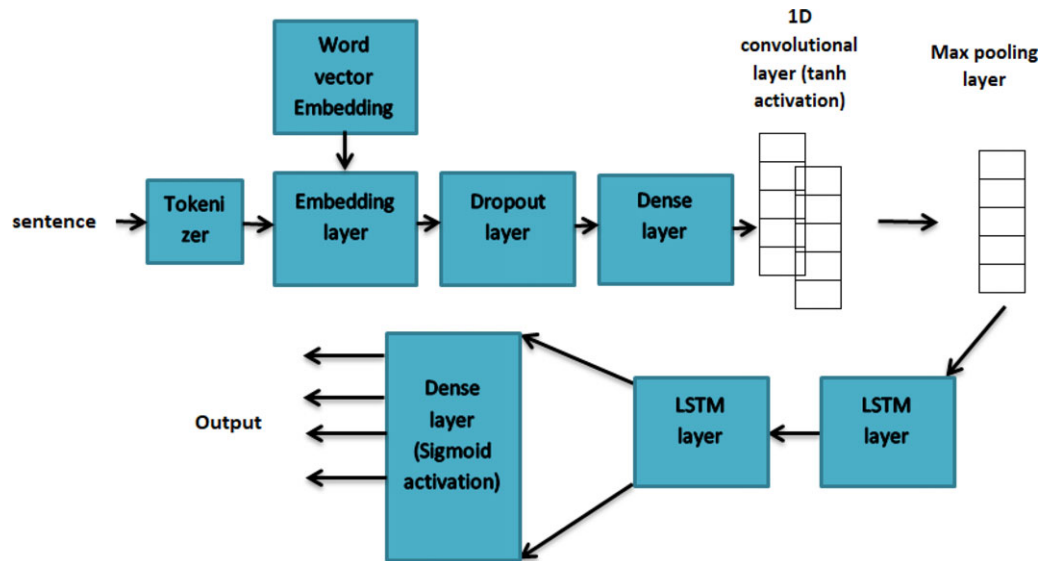 Word
vector
Embedding
1D
convolutional
layer (tanh
activation)
Max pooling
layer
sentence
Tokeni
zer
Embedding
layer
Dropout
layer
Dense
layer
Output
Dense
layer
(Sigmoid
activation)
LSTM
layer
LSTM
layer